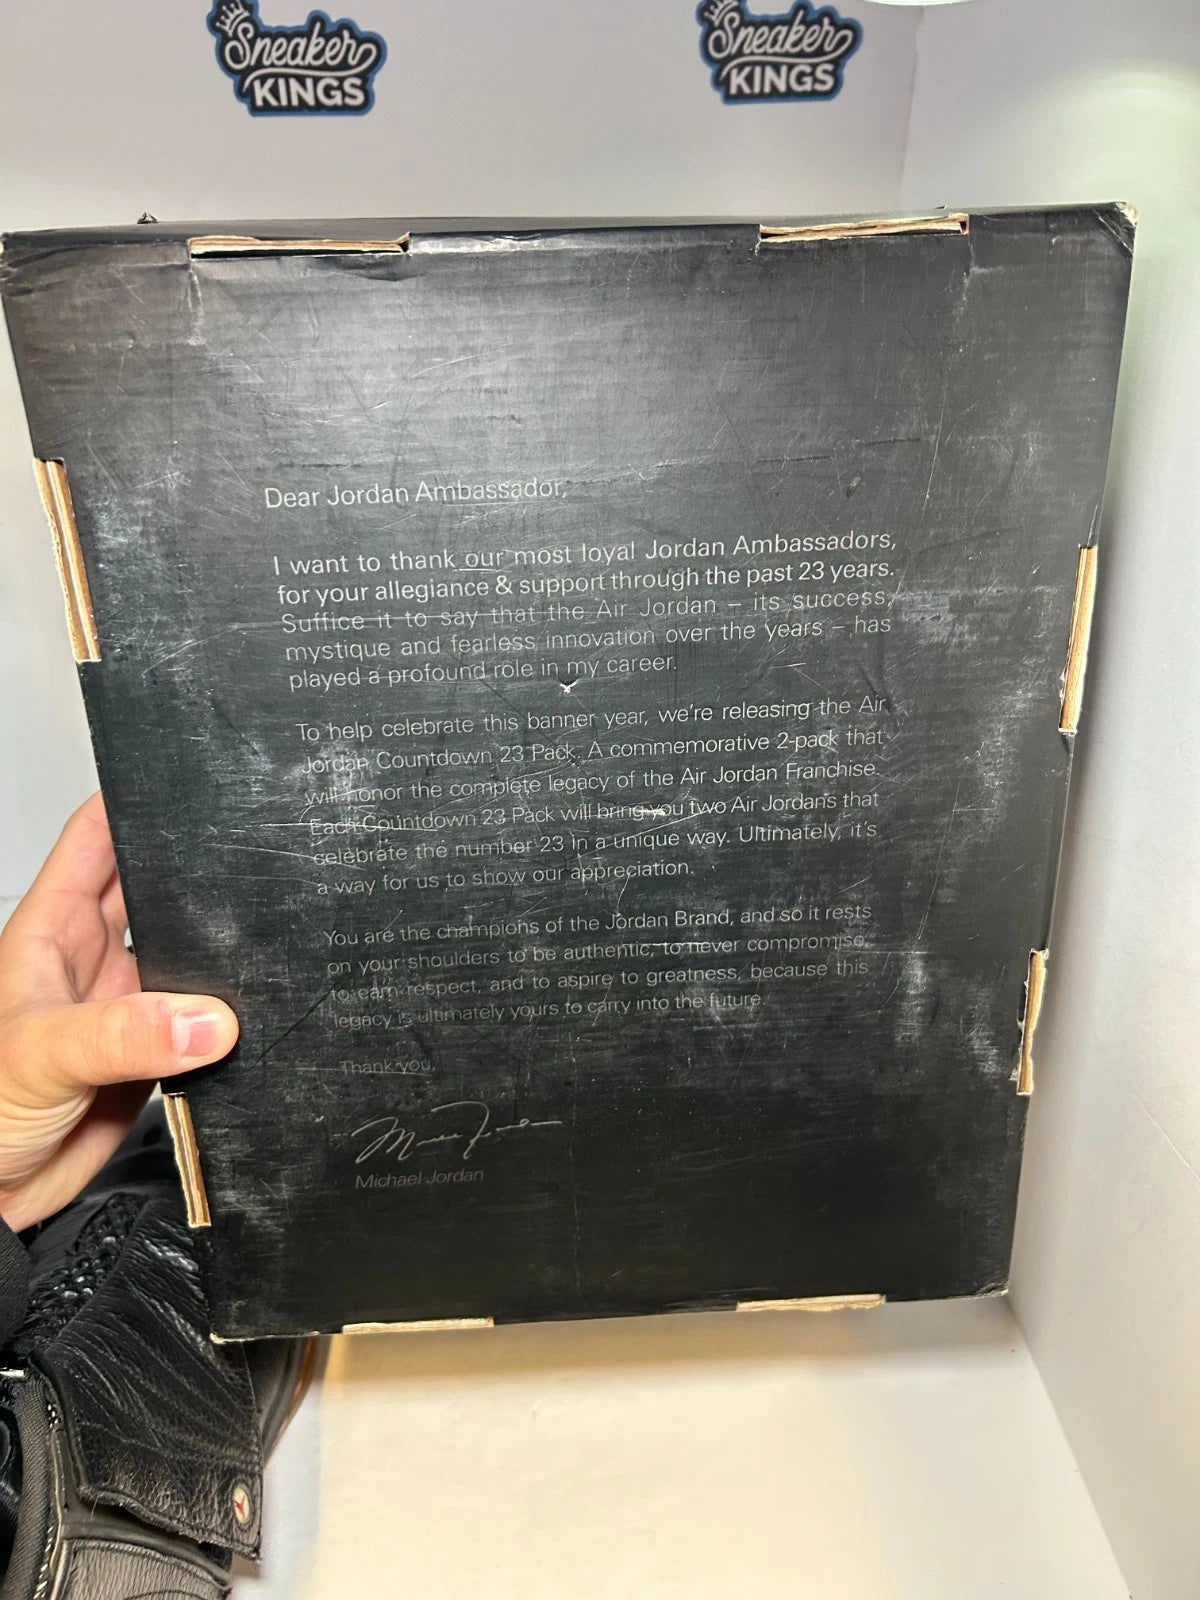 Sneaker
KINGS
Sneaker
KINGS
Dear Jordan Ambassador,
I want to thank our most loyal Jordan Ambassadors,
for your allegiance & support through the past 23 years.
Suffice it to say that the Air Jordan – its success,
mystique and fearless innovation over the years – has
played a profound role in my career.
To help celebrate this banner year, we're releasing the Air
Jordan Countdown 23 Pack. A commemorative 2-pack that
will honor the complete legacy of the Air Jordan Franchise.
Each Countdown 23 Pack will bring you two Air Jordans that
celebrate the number 23 in a unique way. Ultimately, it's
a way for us to show our appreciation.
You are the champions of the Jordan Brand, and so it rests
on your shoulders to be authentic, to never compromise,
to earn respect, and to aspire to greatness, because this
legacy is ultimately yours to carry into the future.
Thank you,
Michael Jordan